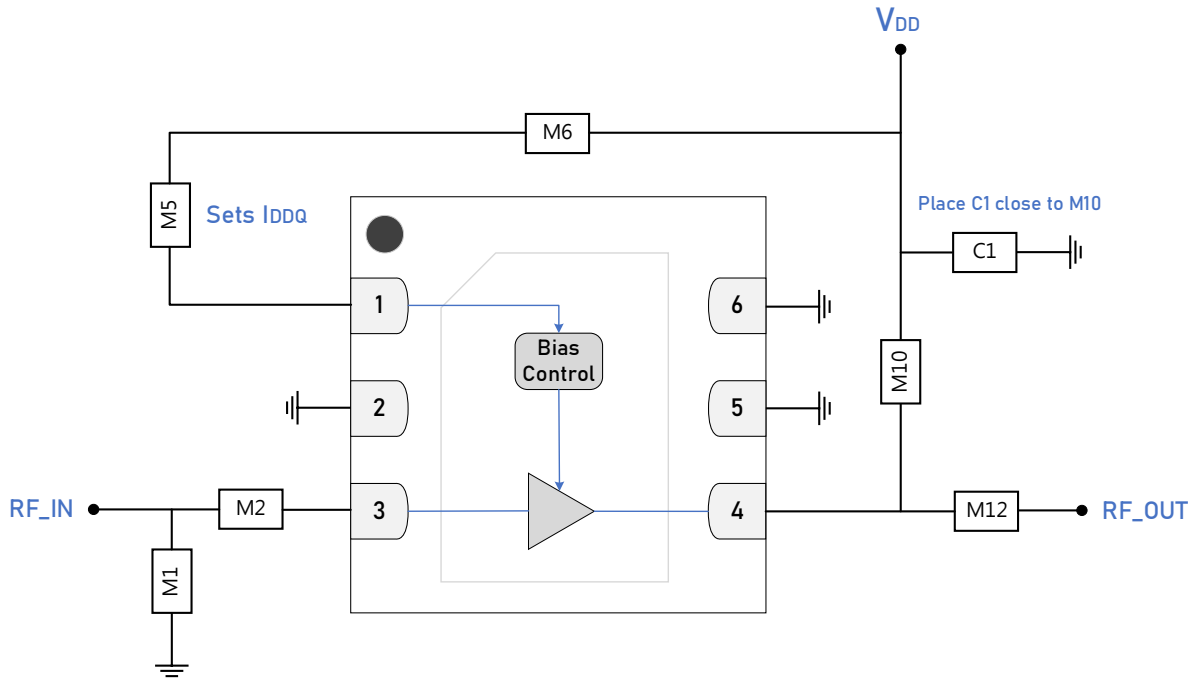 VDD
M6
M5
Sets IDDQ
Place C1 close to M10
C1
1
6
Bias
Control
M10
2
5
RF_IN
M2
3
4
M12
RF_OUT
M1